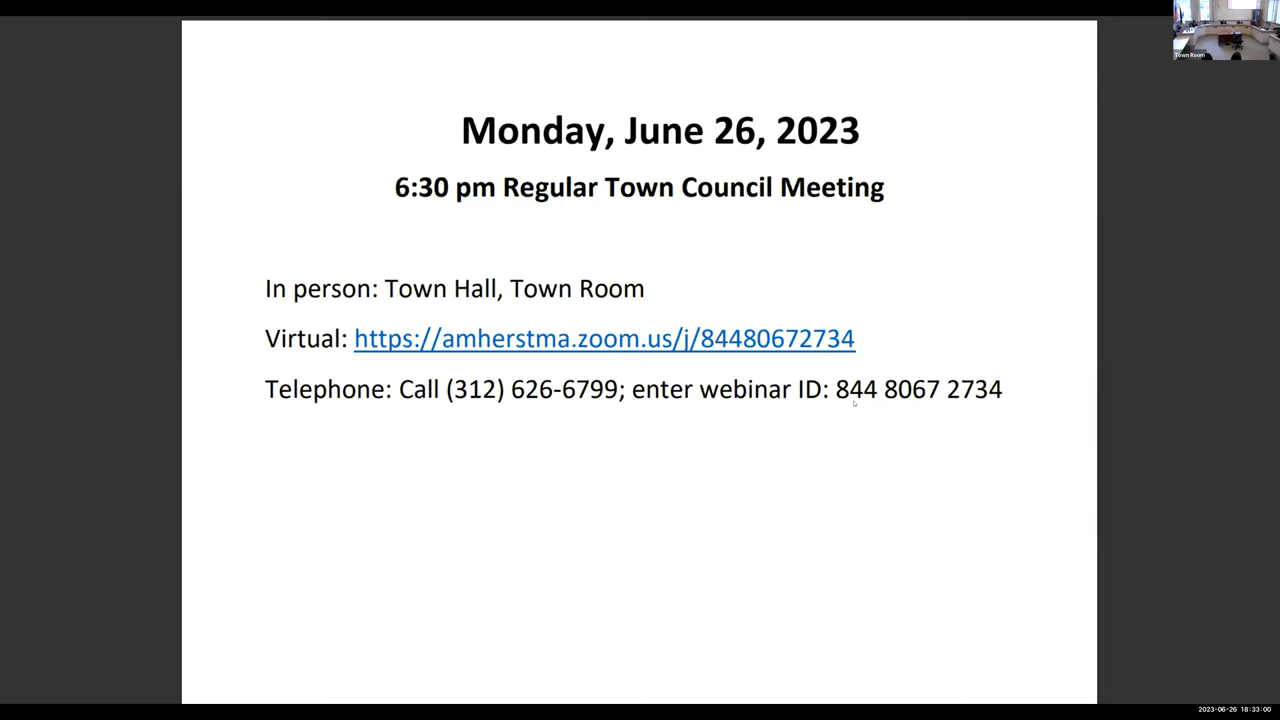 Town Room
Monday, June 26, 2023
6:30 pm Regular Town Council Meeting
In person: Town Hall, Town Room
Virtual: https://amherstma.zoom.us/j/84480672734
Telephone: Call (312) 626-6799; enter webinar ID: 844 8067 2734
2023-06-26 18:33:00